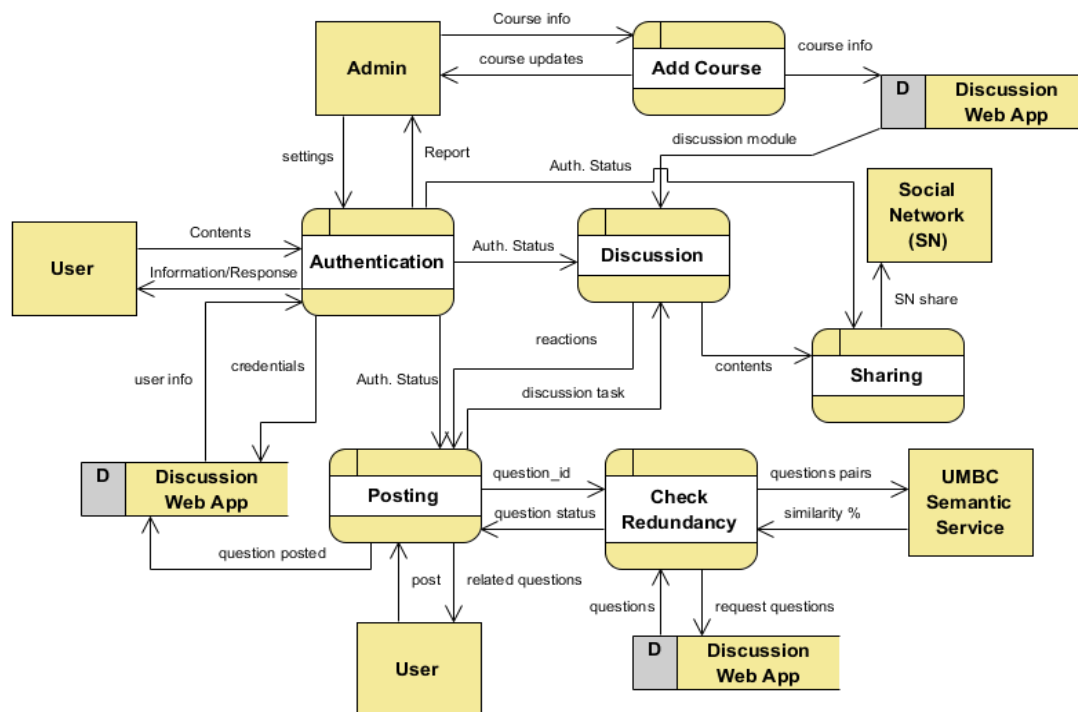 Course info
Admin
course updates
Add Course
course info
D
Discussion
Web App
discussion module
settings
Report
Auth. Status
Social
Network
(SN)
User
Contents
Information/Response
Authentication
Auth. Status
Discussion
SN share
user info
credentials
Auth. Status
reactions
discussion task
contents
Sharing
D
Discussion
Web App
Posting
question_id
question status
Check
Redundancy
questions pairs
similarity %
UMBC
Semantic
Service
question posted
post
related questions
questions
request questions
User
D
Discussion
Web App